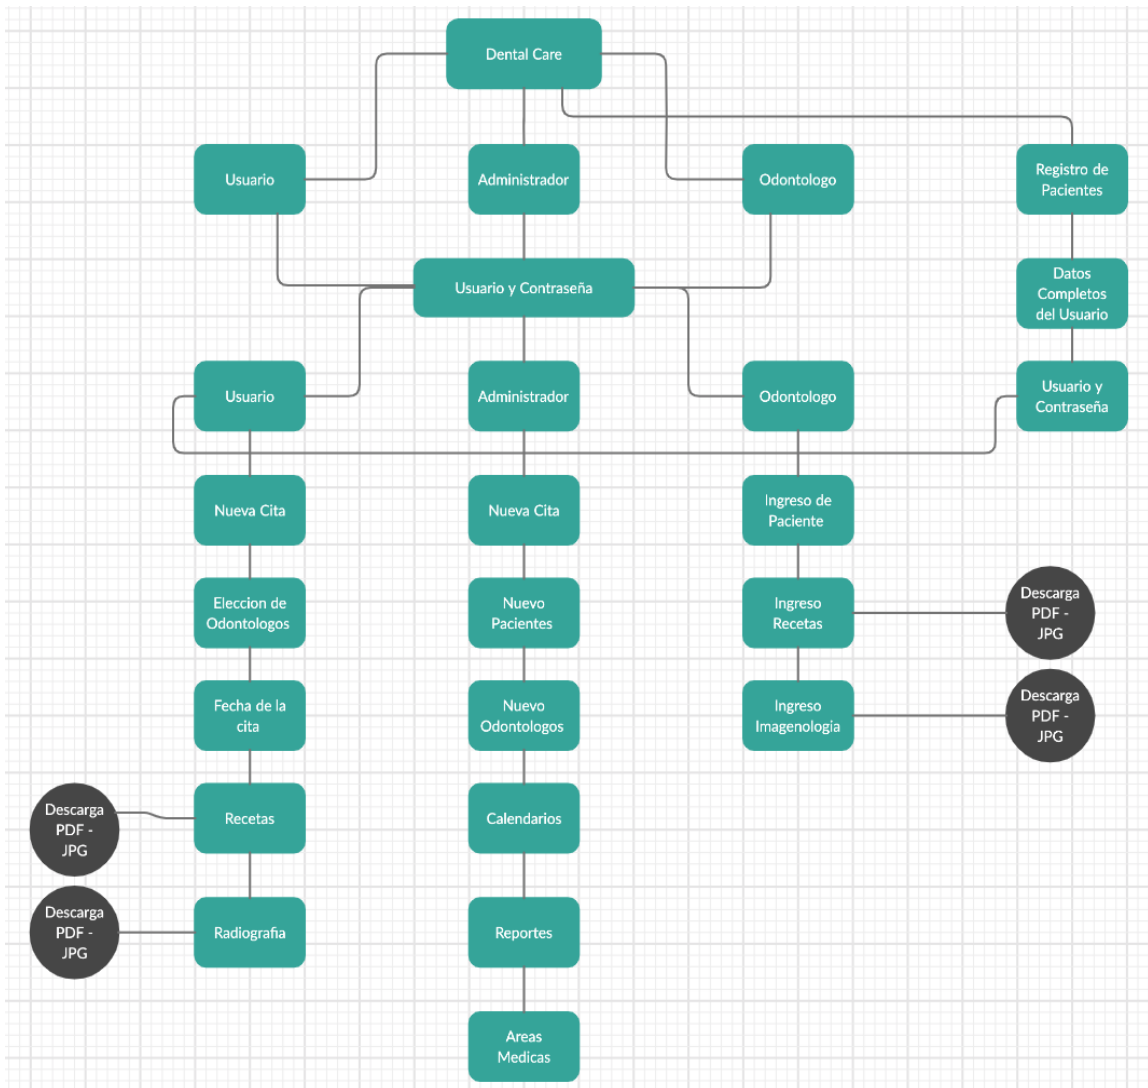 Dental Care
Usuario
Administrador
Odontologo
Registro de
Pacientes
Usuario y Contraseña
Datos
Completos
del Usuario
Usuario
Administrador
Odontologo
Usuario y
Contraseña
Nueva Cita
Nueva Cita
Ingreso de
Paciente
Eleccion de
Odontologos
Nuevo
Pacientes
Ingreso
Recetas
Descarga
PDF -
JPG
Fecha de la
cita
Nuevo
Odontologos
Ingreso
Imagenologia
Descarga
PDF -
JPG
Descarga
PDF -
JPG
Recetas
Calendarios
Descarga
PDF -
JPG
Radiografia
Reportes
Areas
Medicas